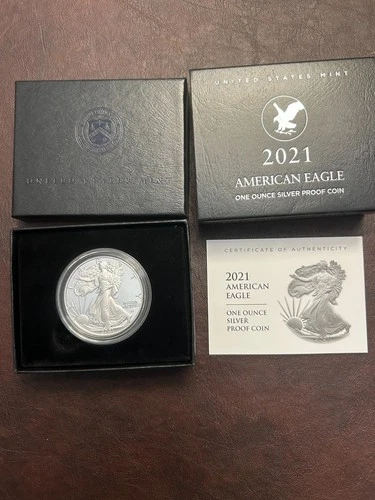 UNITED STATES MINT
2021
AMERICAN EAGLE
ONE OUNCE SILVER PROOF COIN
UNITED STATES MINT
CERTIFICATE OF AUTHENTICITY
2021
AMERICAN
EAGLE
ONE OUNCE
SILVER
PROOF COIN